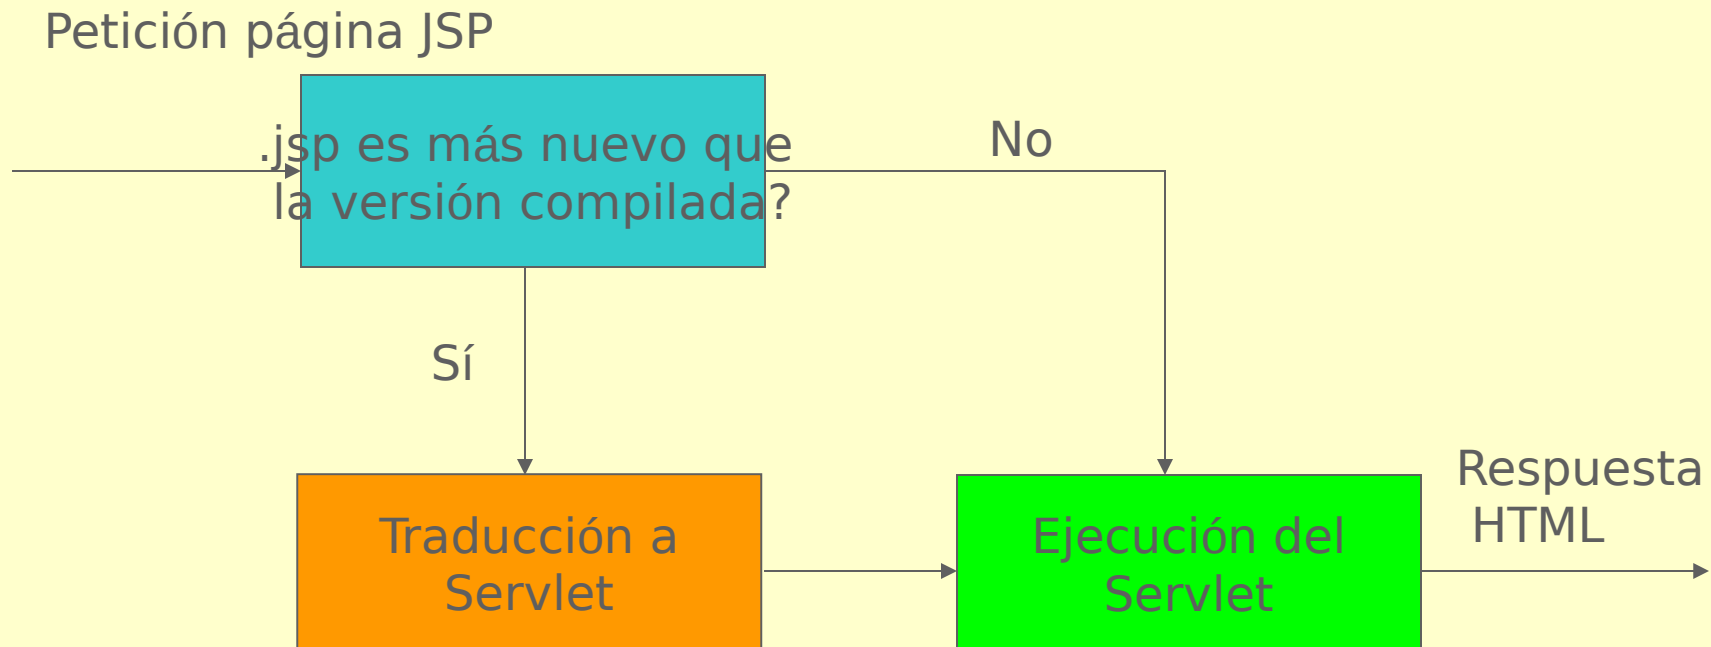 Petición página JSP
.jsp es más nuevo que
la versión compilada?
No
Sí
Traducción a
Servlet
Ejecución del
Servlet
Respuesta
HTML